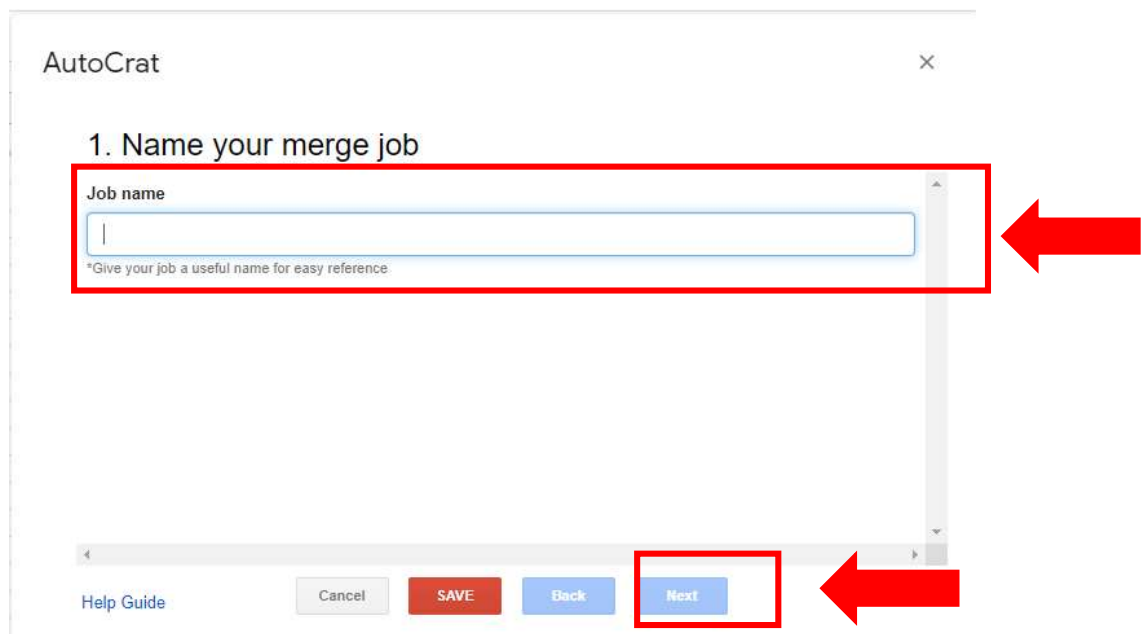 AutoCrat
1. Name your merge job
Job name
*Give your job a useful name for easy reference
Help Guide
Cancel
SAVE
Back
Next